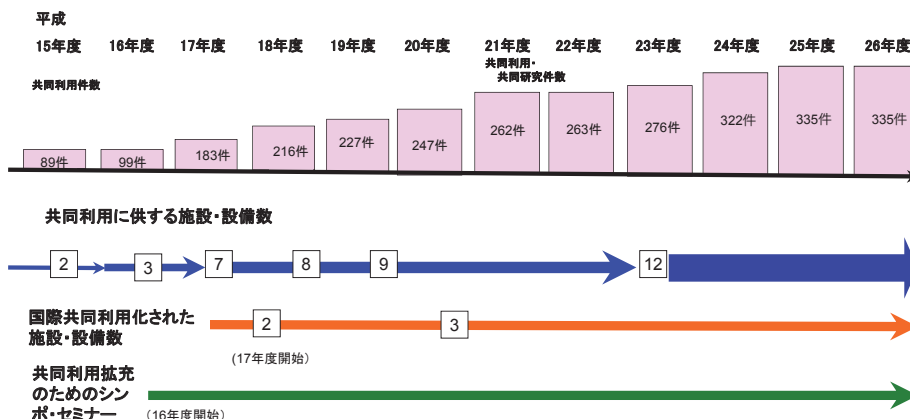 平成
15年度 16年度 17年度 18年度 19年度 20年度 21年度 22年度 23年度 24年度 25年度 26年度
共同利用件数
共同利用・
共同研究件数
89件 99件 183件 216件 227件 247件 262件 263件 276件 322件 335件 335件
共同利用に供する施設・設備数
2 3 7 8 9 12
国際共同利用化された
施設・設備数
2 3
(17年度開始)
共同利用拡充
のためのシン
ポ・セミナー
(16年度開始)